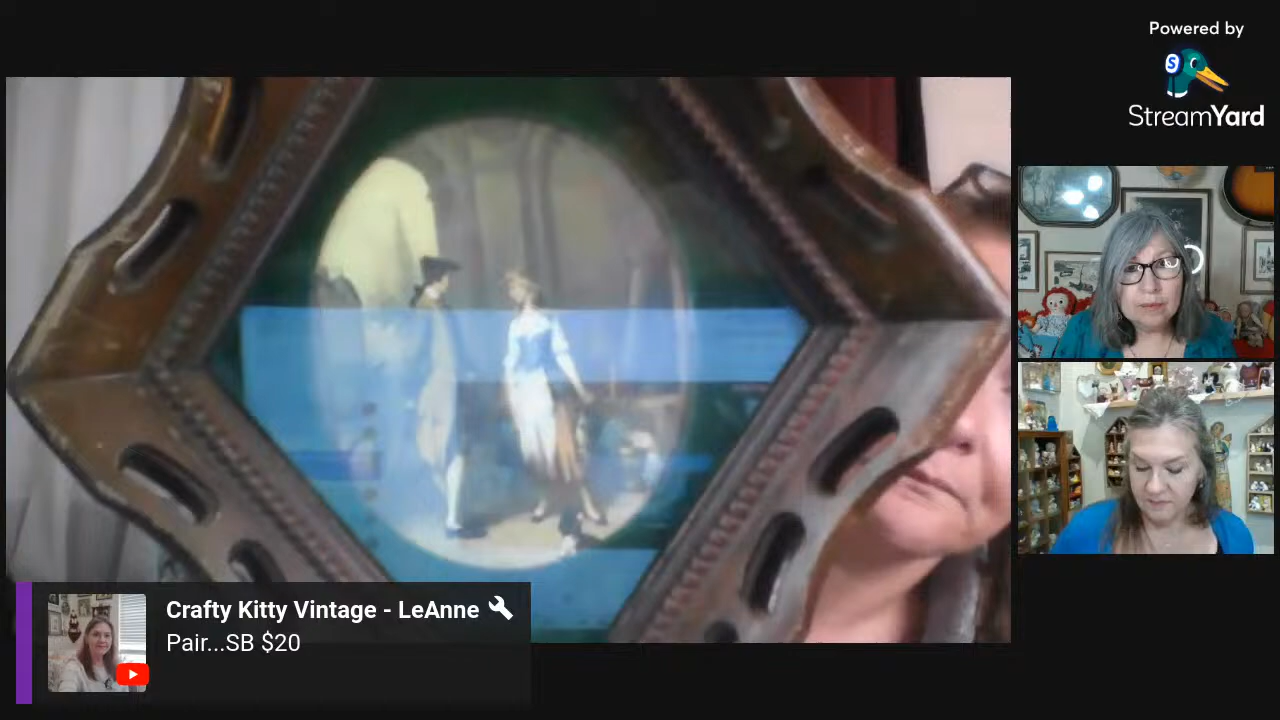 Powered by
S
StreamYard
Crafty Kitty Vintage - LeAnne
Pair...SB $20